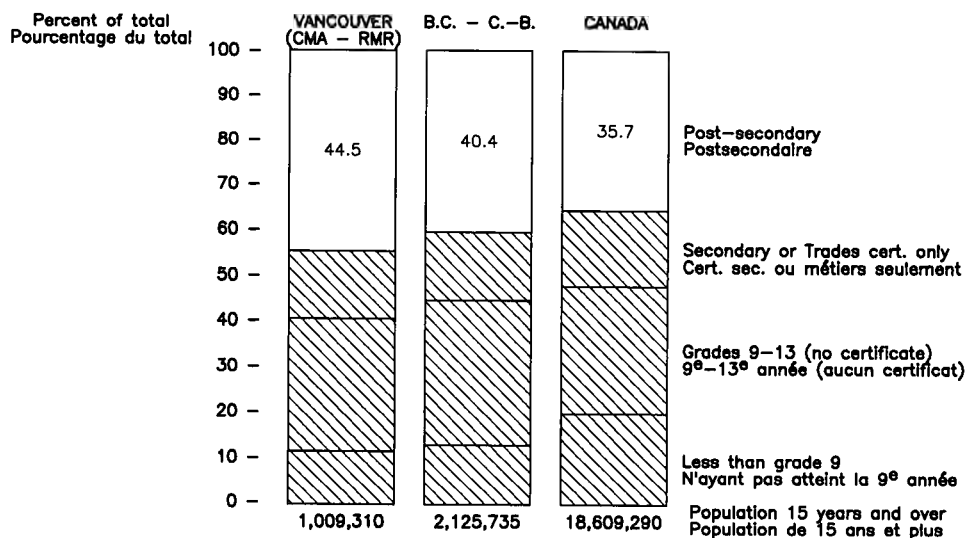 Percent of total
Pourcentage du total
VANCOUVER
(CMA - RMR)
B.C. - C.-B.
CANADA
100 -
90 -
80 -
70 -
60 -
50 -
40 -
30 -
20 -
10 -
0 -
44.5
40.4
35.7
Post-secondary
Postsecondaire
Secondary or Trades cert. only
Cert. sec. ou métiers seulement
Grades 9-13 (no certificate)
9e-13e année (aucun certificat)
Less than grade 9
N'ayant pas atteint la 9e année
1,009,310
2,125,735
18,609,290
Population 15 years and over
Population de 15 ans et plus